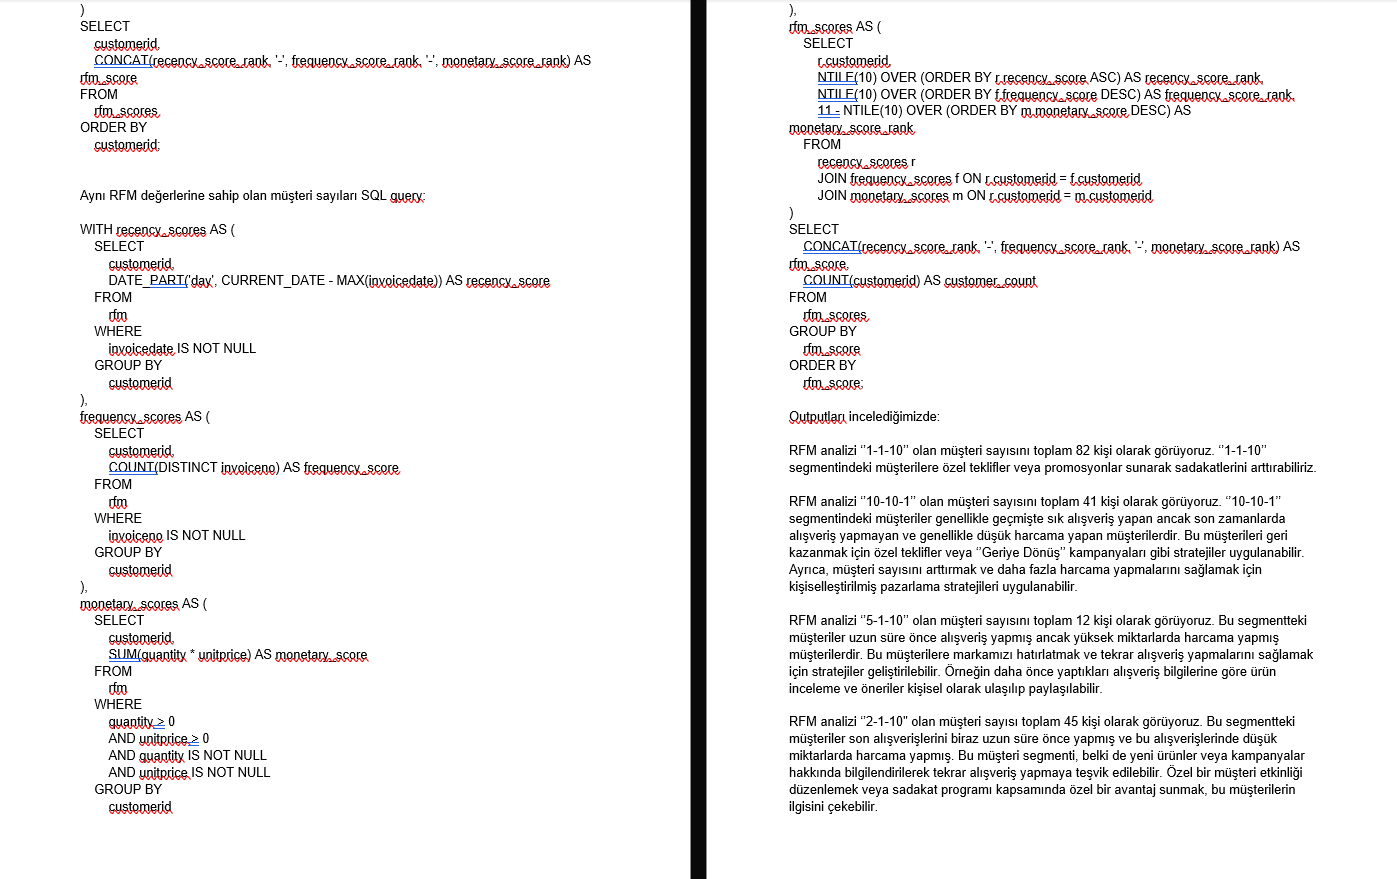 )
SELECT
customerid,
CONCAT(recency_score_rank, '-', frequency_score_rank, '-', monetary_score_rank) AS
rfm_score
FROM
rfm_scores
ORDER BY
customerid;
Aynı RFM değerlerine sahip olan müşteri sayıları SQL query:
WITH recency_scores AS (
SELECT
customerid,
DATE_PART('day', CURRENT_DATE - MAX(invoicedate)) AS recency_score
FROM
rfm
WHERE
invoicedate IS NOT NULL
GROUP BY
customerid
),
frequency_scores AS (
SELECT
customerid,
COUNT(DISTINCT invoiceno) AS frequency_score
FROM
rfm
WHERE
invoiceno IS NOT NULL
GROUP BY
customerid
),
monetary_scores AS (
SELECT
customerid,
SUM(quantity * unitprice) AS monetary_score
FROM
rfm
WHERE
quantity > 0
AND unitprice > 0
AND quantity IS NOT NULL
AND unitprice IS NOT NULL
GROUP BY
customerid
),
rfm_scores AS (
SELECT
r.customerid,
NTILE(10) OVER (ORDER BY r.recency_score ASC) AS recency_score_rank,
NTILE(10) OVER (ORDER BY f.frequency_score DESC) AS frequency_score_rank,
11 - NTILE(10) OVER (ORDER BY m.monetary_score DESC) AS
monetary_score_rank
FROM
recency_scores r
JOIN frequency_scores f ON r.customerid = f.customerid
JOIN monetary_scores m ON r.customerid = m.customerid
)
SELECT
CONCAT(recency_score_rank, '-', frequency_score_rank, '-', monetary_score_rank) AS
rfm_score,
COUNT(customerid) AS customer_count
FROM
rfm_scores
GROUP BY
rfm_score
ORDER BY
rfm_score;
Outputları incelediğimizde:
RFM analizi ‘’1-1-10’’ olan müşteri sayısını toplam 82 kişi olarak görüyoruz. ‘’1-1-10’’
segmentindeki müşterilere özel teklifler veya promosyonlar sunarak sadakatlerini arttırabiliriz.
RFM analizi ‘’10-10-1’’ olan müşteri sayısını toplam 41 kişi olarak görüyoruz. ‘’10-10-1’’
segmentindeki müşteriler genellikle geçmişte sık alışveriş yapan ancak son zamanlarda
alışveriş yapmayan ve genellikle düşük harcama yapan müşterilerdir. Bu müşterileri geri
kazanmak için özel teklifler veya ‘’Geriye Dönüş’’ kampanyaları gibi stratejiler uygulanabilir.
Ayrıca, müşteri sayısını arttırmak ve daha fazla harcama yapmalarını sağlamak için
kişiselleştirilmiş pazarlama stratejileri uygulanabilir.
RFM analizi ‘’5-1-10’’ olan müşteri sayısını toplam 12 kişi olarak görüyoruz. Bu segmentteki
müşteriler uzun süre önce alışveriş yapmış ancak yüksek miktarlarda harcama yapmış
müşterilerdir. Bu müşterilere markamızı hatırlatmak ve tekrar alışveriş yapmalarını sağlamak
için stratejiler geliştirilebilir. Örneğin daha önce yaptıkları alışveriş bilgilerine göre ürün
inceleme ve öneriler kişisel olarak ulaşılıp paylaşılabilir.
RFM analizi ‘’2-1-10" olan müşteri sayısı toplam 45 kişi olarak görüyoruz. Bu segmentteki
müşteriler son alışverişlerini biraz uzun süre önce yapmış ve bu alışverişlerinde düşük
miktarlarda harcama yapmış. Bu müşteri segmenti, belki de yeni ürünler veya kampanyalar
hakkında bilgilendirilerek tekrar alışveriş yapmaya teşvik edilebilir. Özel bir müşteri etkinliği
düzenlemek veya sadakat programı kapsamında özel bir avantaj sunmak, bu müşterilerin
ilgisini çekebilir.